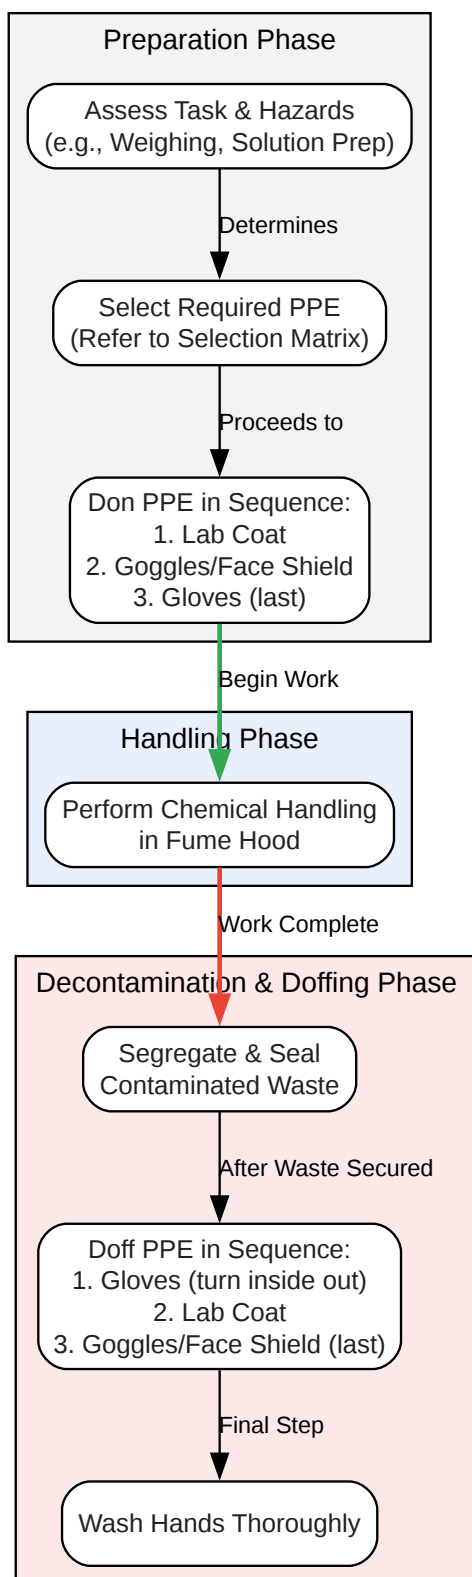 Preparation Phase
Assess Task & Hazards
(e.g., Weighing, Solution Prep)
Determines
Select Required PPE
(Refer to Selection Matrix)
Proceeds to
Don PPE in Sequence:
1. Lab Coat
2. Goggles/Face Shield
3. Gloves (last)
Begin Work
Handling Phase
Perform Chemical Handling
in Fume Hood
Work Complete
Decontamination & Doffing Phase
Segregate & Seal
Contaminated Waste
After Waste Secured
Doff PPE in Sequence:
1. Gloves (turn inside out)
2. Lab Coat
3. Goggles/Face Shield (last)
Final Step
Wash Hands Thoroughly